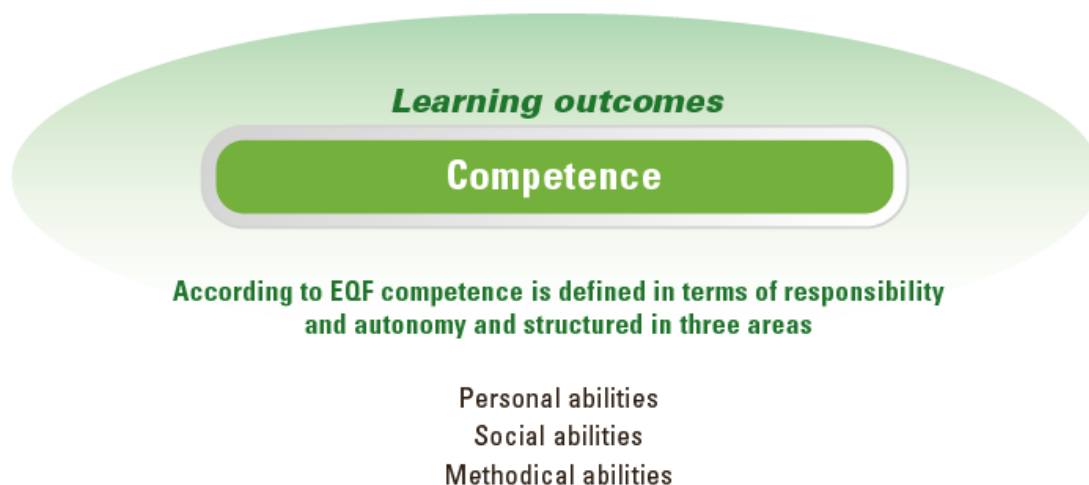 Learning outcomes
Competence
According to EQF competence is defined in terms of responsibility
and autonomy and structured in three areas
Personal abilities
Social abilities
Methodical abilities